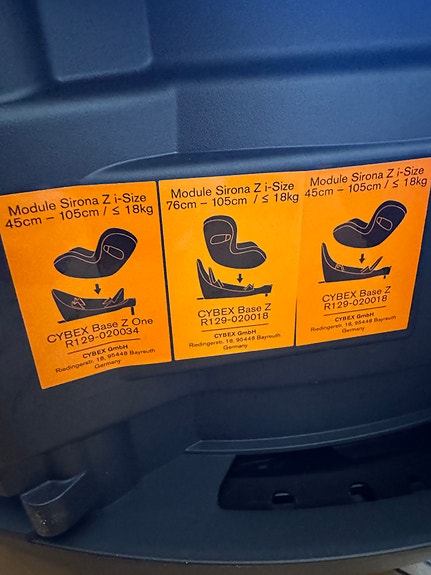 Module Sirona Z i-Size
45cm – 105cm / ≤ 18kg
CYBEX Base Z One
R129-020034
CYBEX GmbH
Riedingerstr. 18, 95448 Bayreuth
Germany
Module Sirona Z i-Size
76cm – 105cm / ≤ 18kg
CYBEX Base Z
R129-020018
CYBEX GmbH
Riedingerstr. 18, 95448 Bayreuth
Germany
Module Sirona Z i-Size
45cm – 105cm / ≤ 18kg
CYBEX Base Z
R129-020018
CYBEX GmbH
Riedingerstr. 18, 95448 Bayreuth
Germany